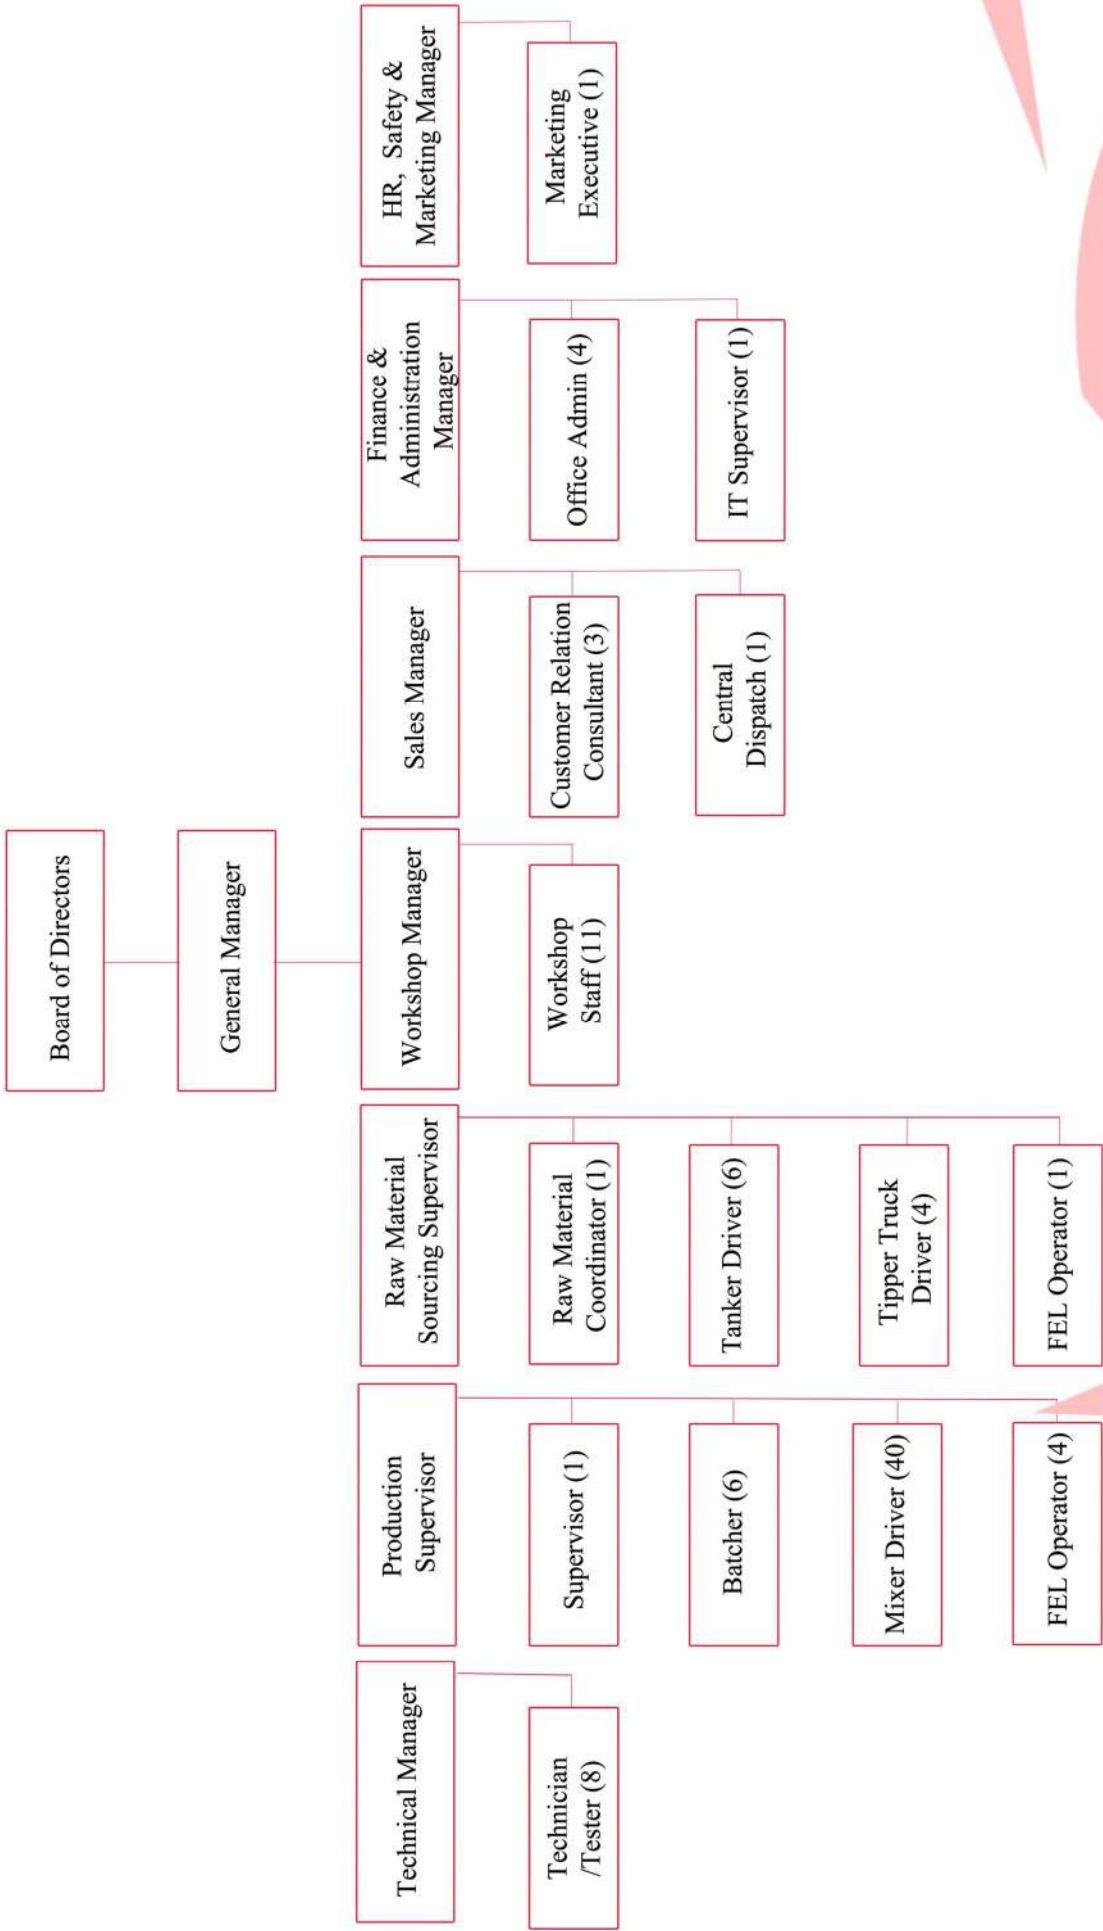 Board of Directors
General Manager
Technical Manager
Production
Supervisor
Raw Material
Sourcing Supervisor
Workshop Manager
Sales Manager
Finance &
Administration
Manager
HR, Safety &
Marketing Manager
Technician
/Tester (8)
Supervisor (1)
Raw Material
Coordinator (1)
Workshop
Staff (11)
Customer Relation
Consultant (3)
Office Admin (4)
Marketing
Executive (1)
Batcher (6)
Tanker Driver (6)
Central
Dispatch (1)
IT Supervisor (1)
Mixer Driver (40)
Tipper Truck
Driver (4)
FEL Operator (4)
FEL Operator (1)